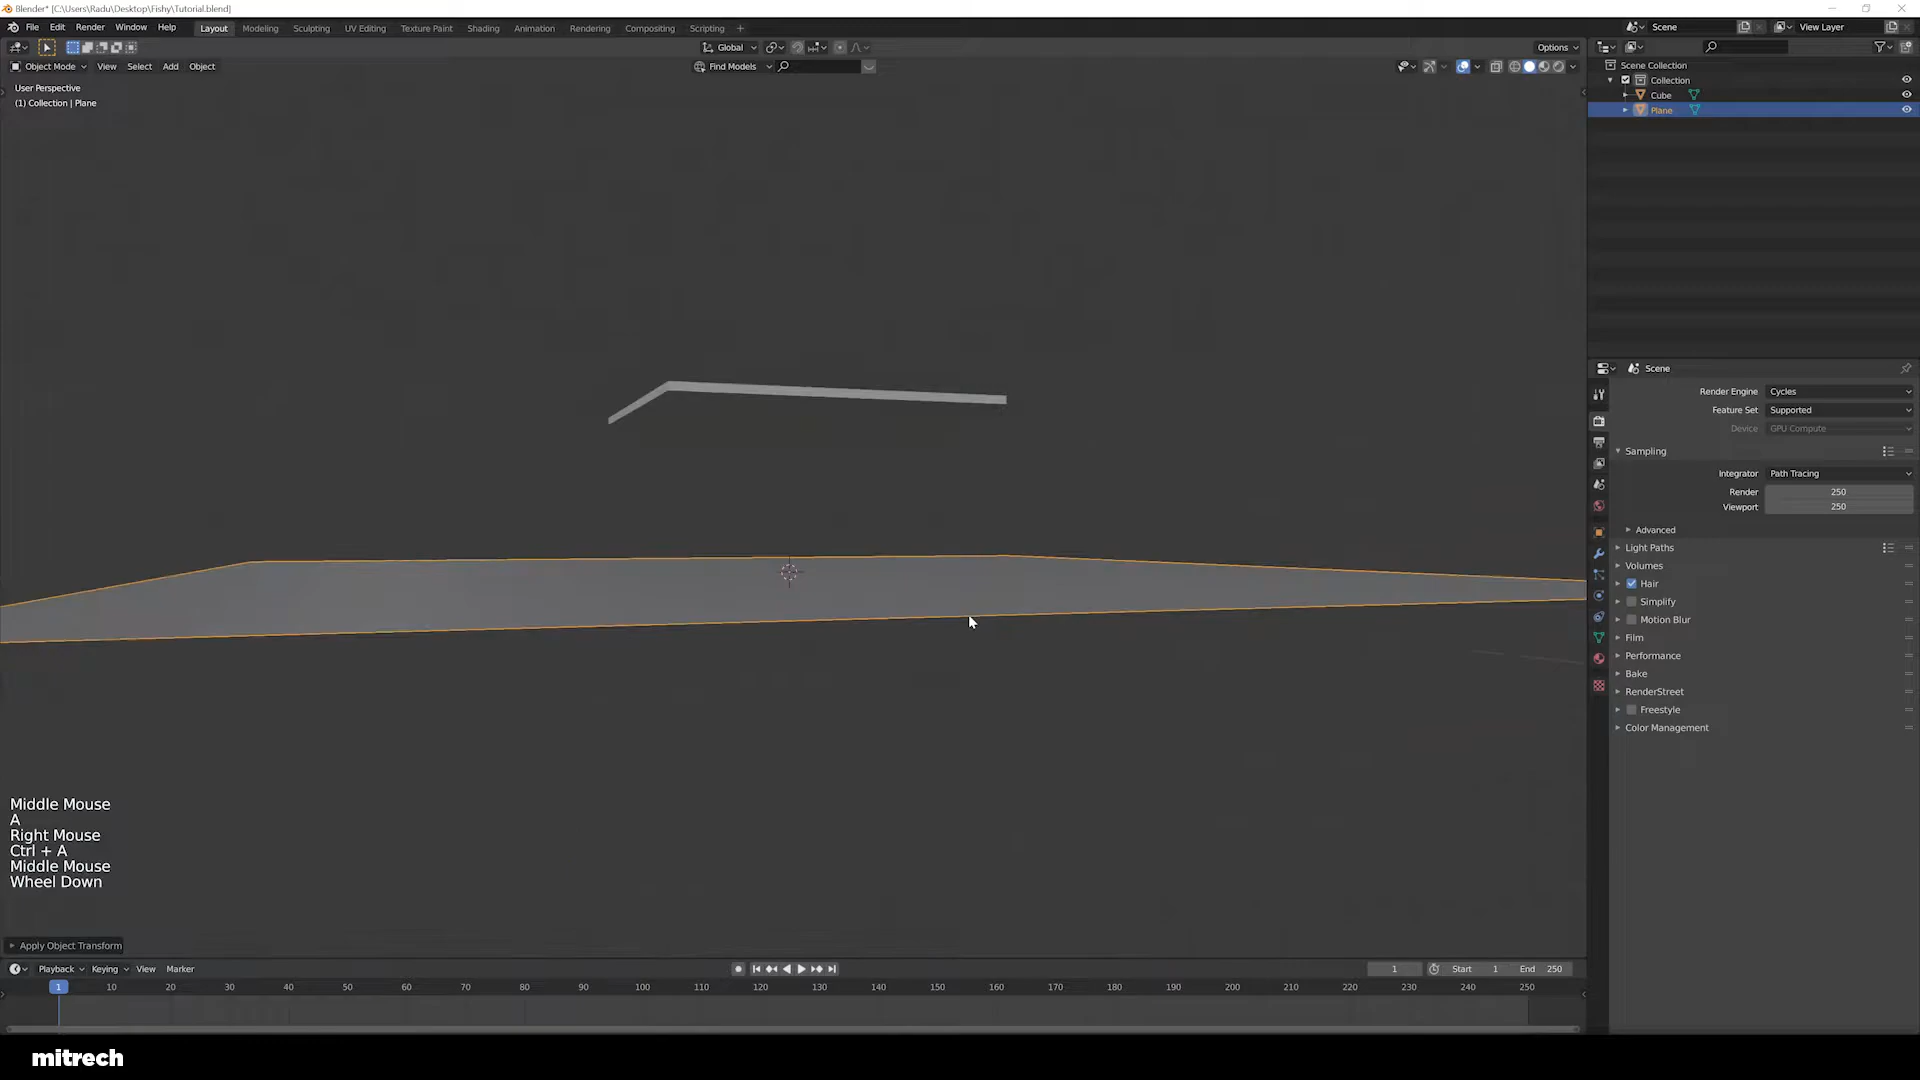 Blender* [C:\Users\Radu\Desktop\Fishy\Tutorial.blend]
File Edit Render Window Help Layout Modeling Sculpting UV Editing Texture Paint Shading Animation Rendering Compositing Scripting + Scene View Layer
Global Options
Object Mode View Select Add Object Find Models
User Perspective
(1) Collection | Plane
Scene Collection
Collection
Cube
Plane
Scene
Render Engine Cycles
Feature Set Supported
Device GPU Compute
Sampling
Integrator Path Tracing
Render 250
Viewport 250
Advanced
Light Paths
Volumes
Hair
Simplify
Motion Blur
Film
Performance
Bake
RenderStreet
Freestyle
Color Management
Middle Mouse
A
Right Mouse
Ctrl + A
Middle Mouse
Wheel Down
Apply Object Transform
Playback Keying View Marker 1 Start 1 End 250
1 10 20 30 40 50 60 70 80 90 100 110 120 130 140 150 160 170 180 190 200 210 220 230 240 250
mitrech